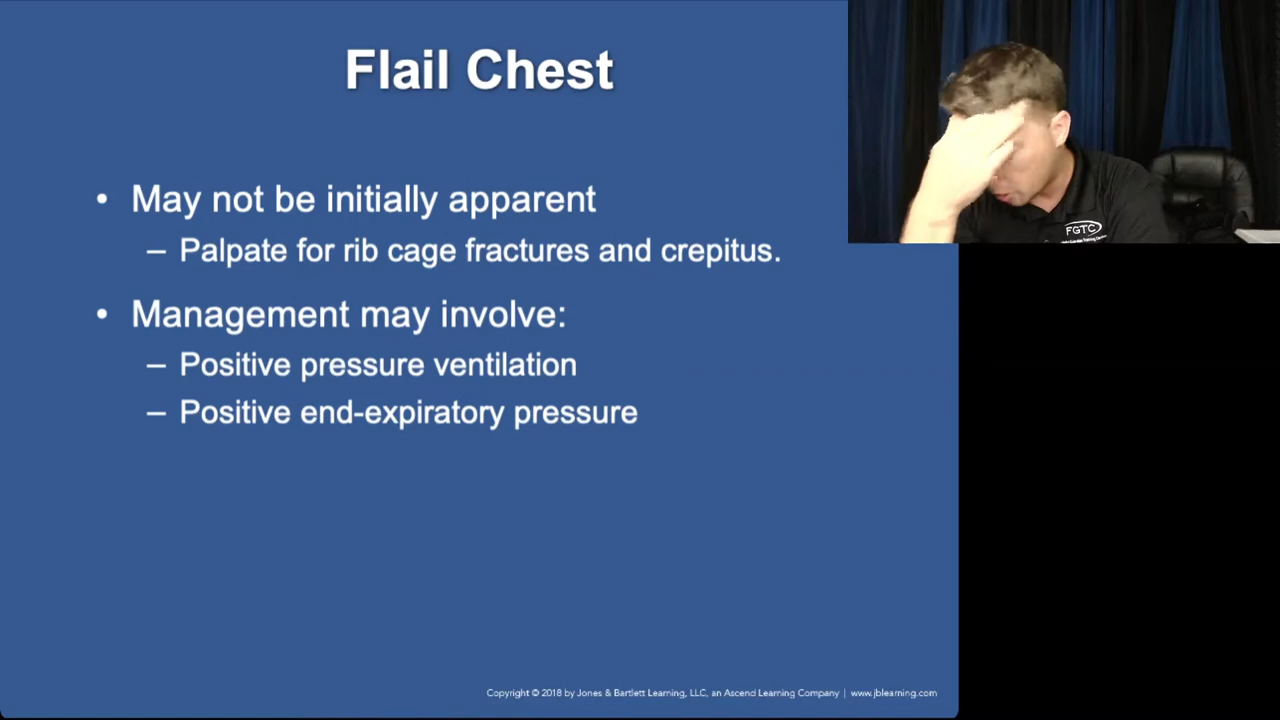 Flail Chest
• May not be initially apparent
– Palpate for rib cage fractures and crepitus.
• Management may involve:
– Positive pressure ventilation
– Positive end-expiratory pressure
FGTC
Copyright © 2018 by Jones & Bartlett Learning, LLC, an Ascend Learning Company | www.jblearning.com